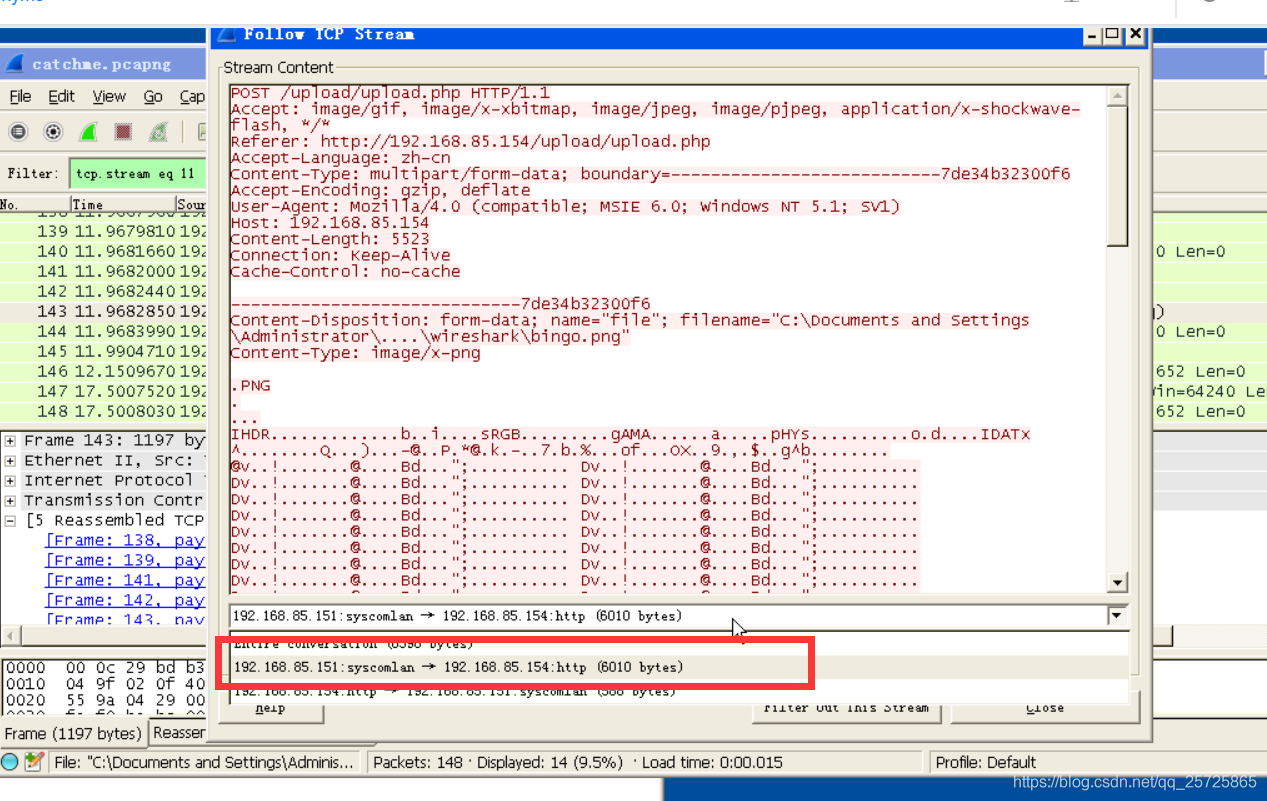 Follow TCP Stream
catchme.pcapng
File Edit View Go Cap
Filter: tcp.stream eq 11
No. Time Sour
139 11.9679810 192
140 11.9681660 192
141 11.9682000 192
142 11.9682440 192
143 11.9682850 192
144 11.9683990 192
145 11.9904710 192
146 12.1509670 192
147 17.5007520 192
148 17.5008030 192
0 Len=0
0 Len=0
652 Len=0
in=64240 Le
652 Len=0
Frame 143: 1197 by
Ethernet II, Src:
Internet Protocol
Transmission Contr
[5 Reassembled TCP
[Frame: 138, pay
[Frame: 139, pay
[Frame: 141, pay
[Frame: 142, pay
[Frame: 143, pay
0000 00 0c 29 bd b3
0010 04 9f 02 0f 40
0020 55 9a 04 29 00
Frame (1197 bytes) Reasser
Stream Content
POST /upload/upload.php HTTP/1.1
Accept: image/gif, image/x-xbitmap, image/jpeg, image/pjpeg, application/x-shockwave-
flash, */*
Referer: http://192.168.85.154/upload/upload.php
Accept-Language: zh-cn
Content-Type: multipart/form-data; boundary=---------------------------7de34b32300f6
Accept-Encoding: gzip, deflate
User-Agent: Mozilla/4.0 (compatible; MSIE 6.0; Windows NT 5.1; SV1)
Host: 192.168.85.154
Content-Length: 5523
Connection: Keep-Alive
Cache-Control: no-cache
-----------------------------7de34b32300f6
Content-Disposition: form-data; name="file"; filename="C:\Documents and Settings
\Administrator\....\wireshark\bingo.png"
Content-Type: image/x-png
.PNG
.
...
IHDR.............b..i....sRGB.........gAMA......a.....pHYs..........o.d....IDATx
^.........Q...)...-@..P.*@.k.-..7.b.%...of...OX..9.,.$..g^b.........
@v..!.......@....Bd...";.......... Dv..!.......@....Bd...";..........
Dv..!.......@....Bd...";.......... Dv..!.......@....Bd...";..........
Dv..!.......@....Bd...";.......... Dv..!.......@....Bd...";..........
Dv..!.......@....Bd...";.......... Dv..!.......@....Bd...";..........
Dv..!.......@....Bd...";.......... Dv..!.......@....Bd...";..........
Dv..!.......@....Bd...";.......... Dv..!.......@....Bd...";..........
Dv..!.......@....Bd...";.......... Dv..!.......@....Bd...";..........
Dv..!.......@....Bd...";.......... Dv..!.......@....Bd...";..........
192.168.85.151:syscomlan → 192.168.85.154:http (6010 bytes)
Entire conversation (6598 bytes)
192.168.85.151:syscomlan → 192.168.85.154:http (6010 bytes)
192.168.85.154:http → 192.168.85.151:syscomlan (588 bytes)
Help Filter Out This Stream Close
File: "C:\Documents and Settings\Adminis... Packets: 148 · Displayed: 14 (9.5%) · Load time: 0:00.015 Profile: Default
https://blog.csdn.net/qq_25725865